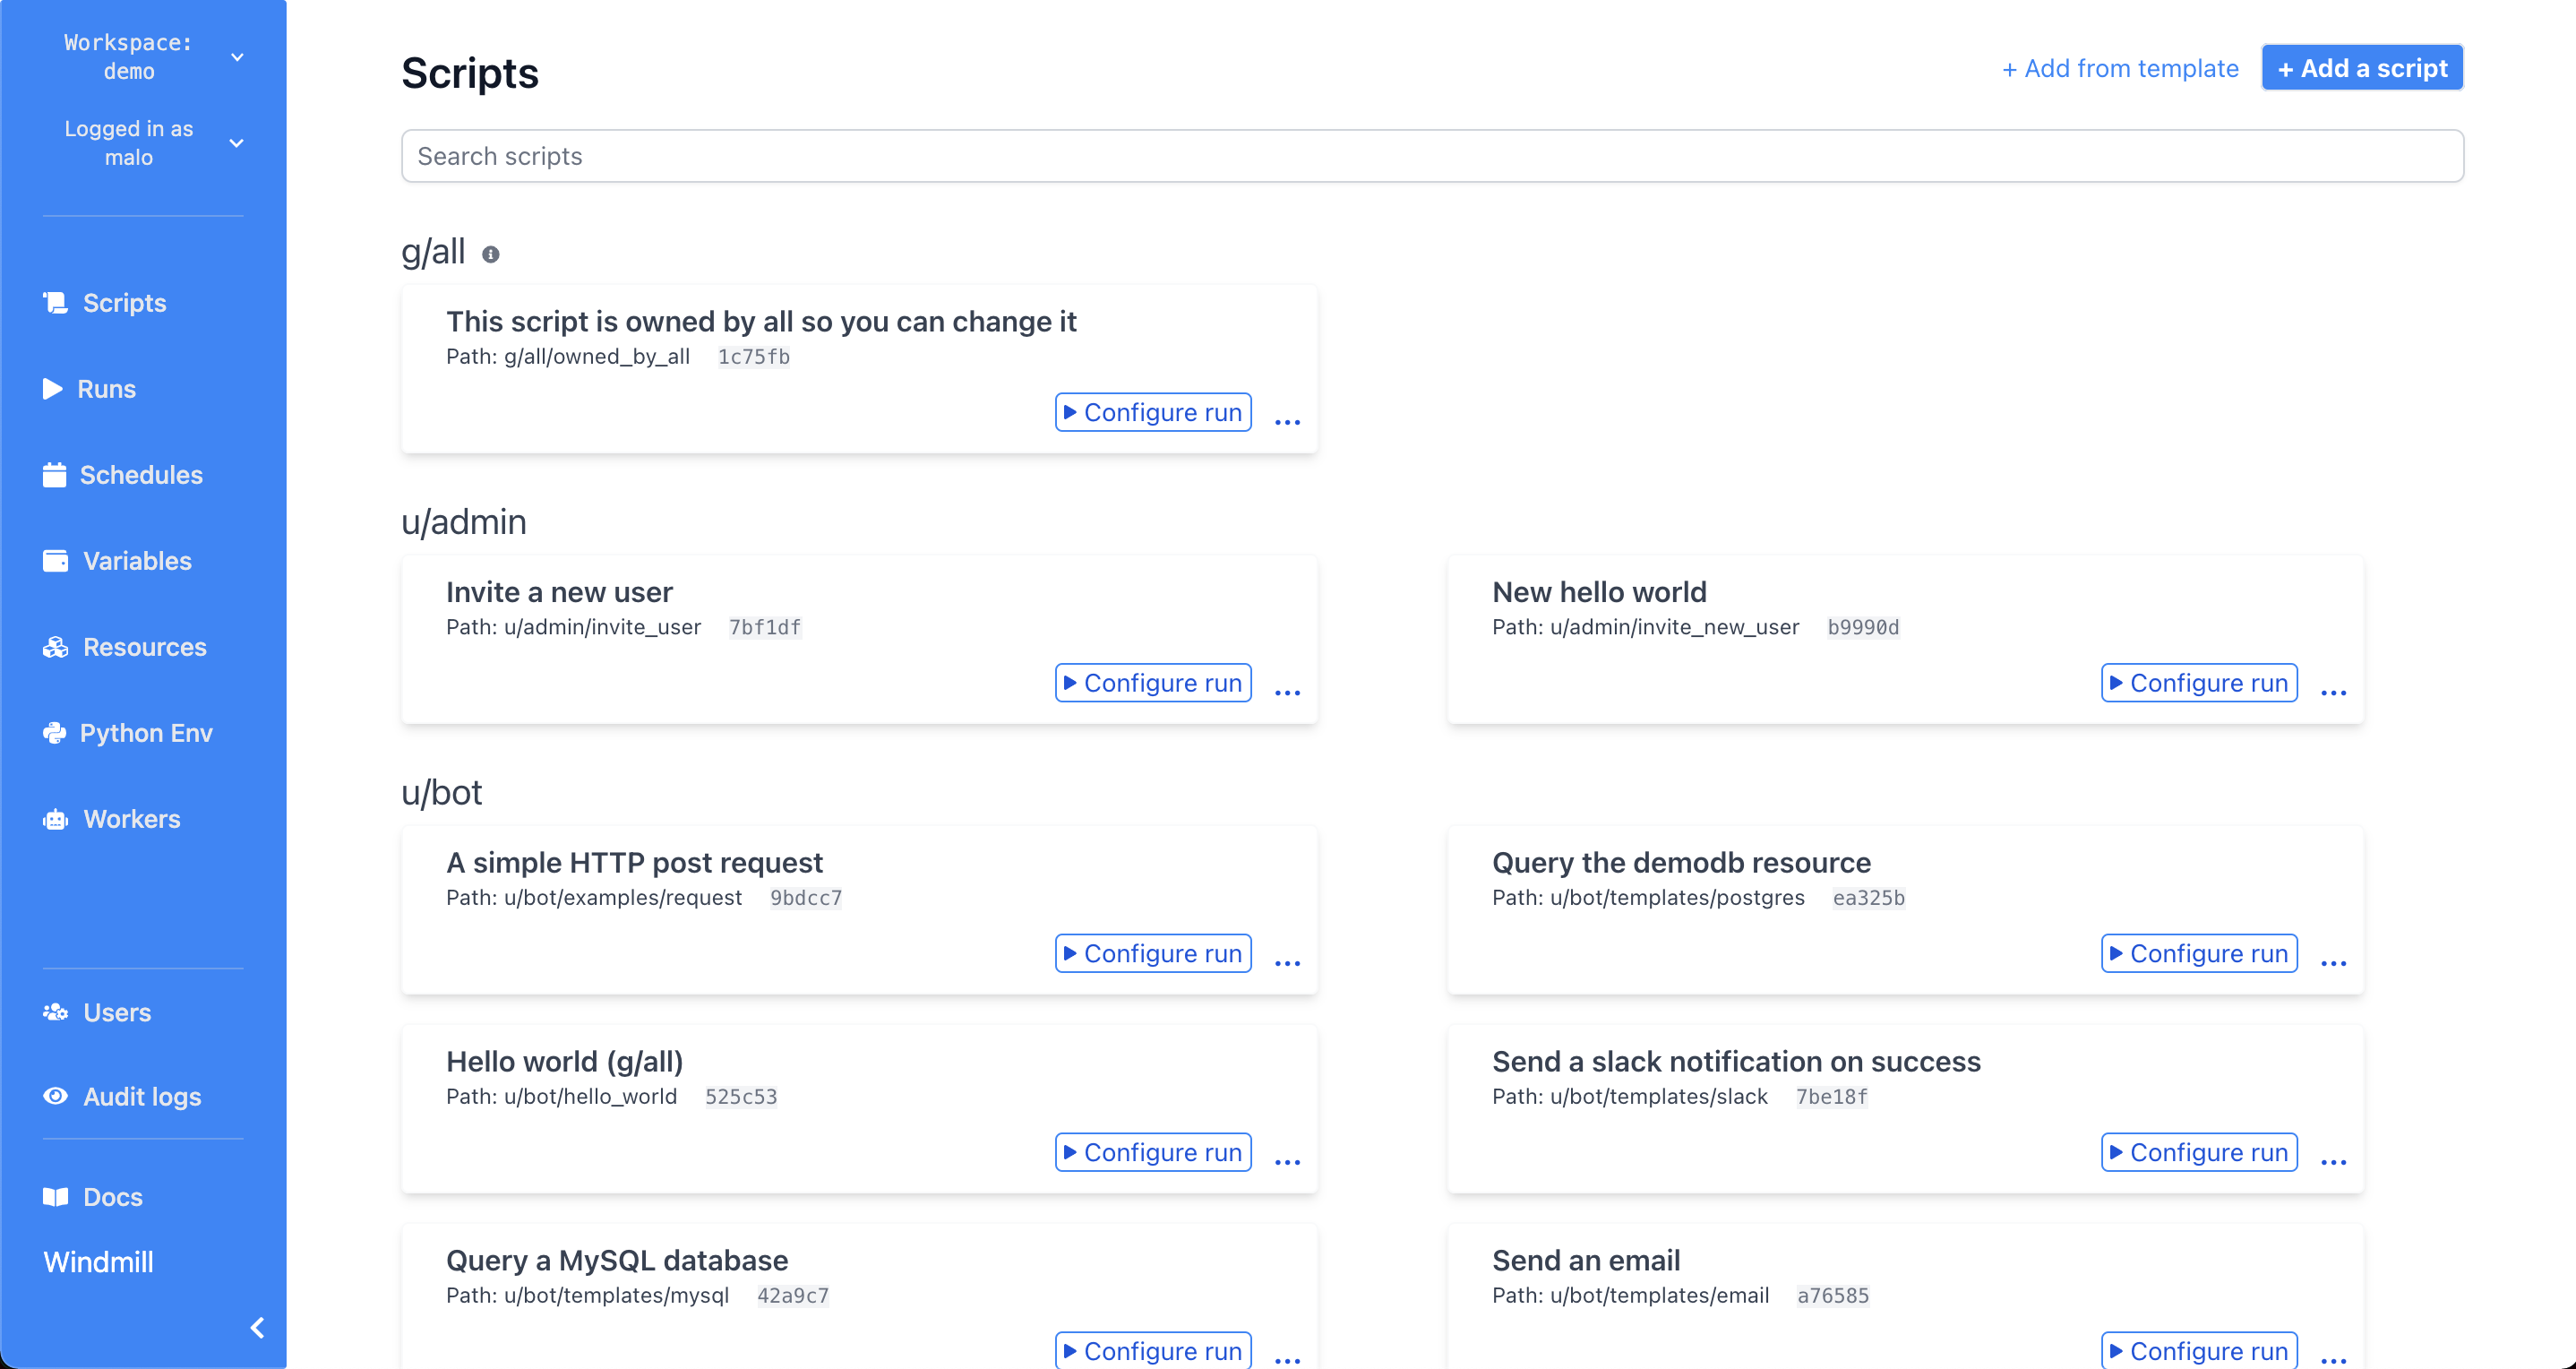 Workspace:
demo
Logged in as
malo
Scripts
Runs
Schedules
Variables
Resources
Python Env
Workers
Users
Audit logs
Docs
Windmill
Scripts
+ Add from template
+ Add a script
Search scripts
g/all
This script is owned by all so you can change it
Path: g/all/owned_by_all 1c75fb
Configure run ...
u/admin
Invite a new user
Path: u/admin/invite_user 7bf1df
Configure run ...
New hello world
Path: u/admin/invite_new_user b9990d
Configure run ...
u/bot
A simple HTTP post request
Path: u/bot/examples/request 9bdcc7
Configure run ...
Query the demodb resource
Path: u/bot/templates/postgres ea325b
Configure run ...
Hello world (g/all)
Path: u/bot/hello_world 525c53
Configure run ...
Send a slack notification on success
Path: u/bot/templates/slack 7be18f
Configure run ...
Query a MySQL database
Path: u/bot/templates/mysql 42a9c7
Configure run ...
Send an email
Path: u/bot/templates/email a76585
Configure run ...